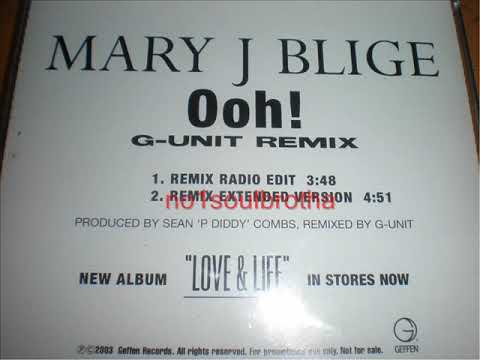 MARY J BLIGE
Ooh!
G-UNIT REMIX
1. REMIX RADIO EDIT 3:48
2. REMIX EXTENDED VERSION 4:51
no1soulbrotha
PRODUCED BY SEAN 'P DIDDY' COMBS, REMIXED BY G-UNIT
NEW ALBUM "LOVE & LIFE" IN STORES NOW
℗©2003 Geffen Records. All rights reserved. For promotional use only. Not for sale.
G
GEFFEN